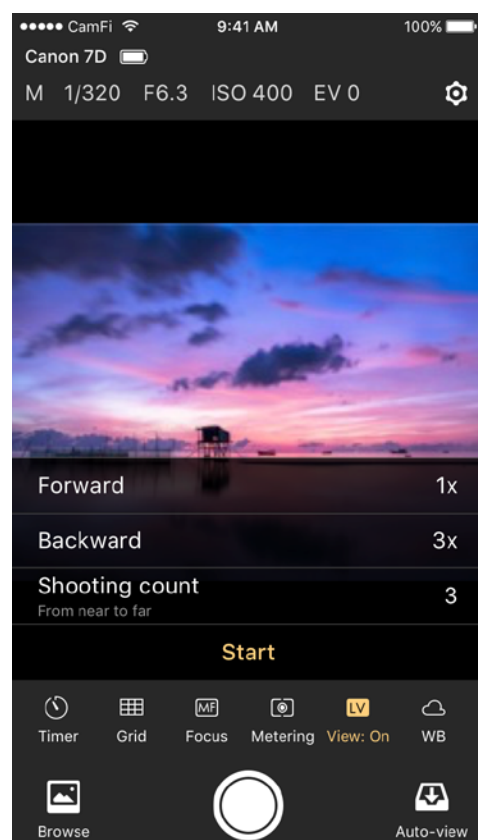 CamFi 9:41 AM 100%
Canon 7D
M 1/320 F6.3 ISO 400 EV 0
Forward 1x
Backward 3x
Shooting count 3
From near to far
Start
MF LV
Timer Grid Focus Metering View: On WB
Browse Auto-view